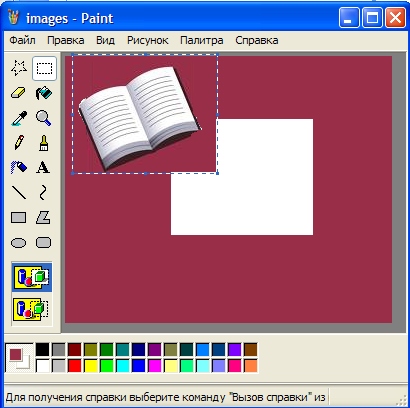 images - Paint
Файл Правка Вид Рисунок Палитра Справка
A
Для получения справки выберите команду "Вызов справки" из